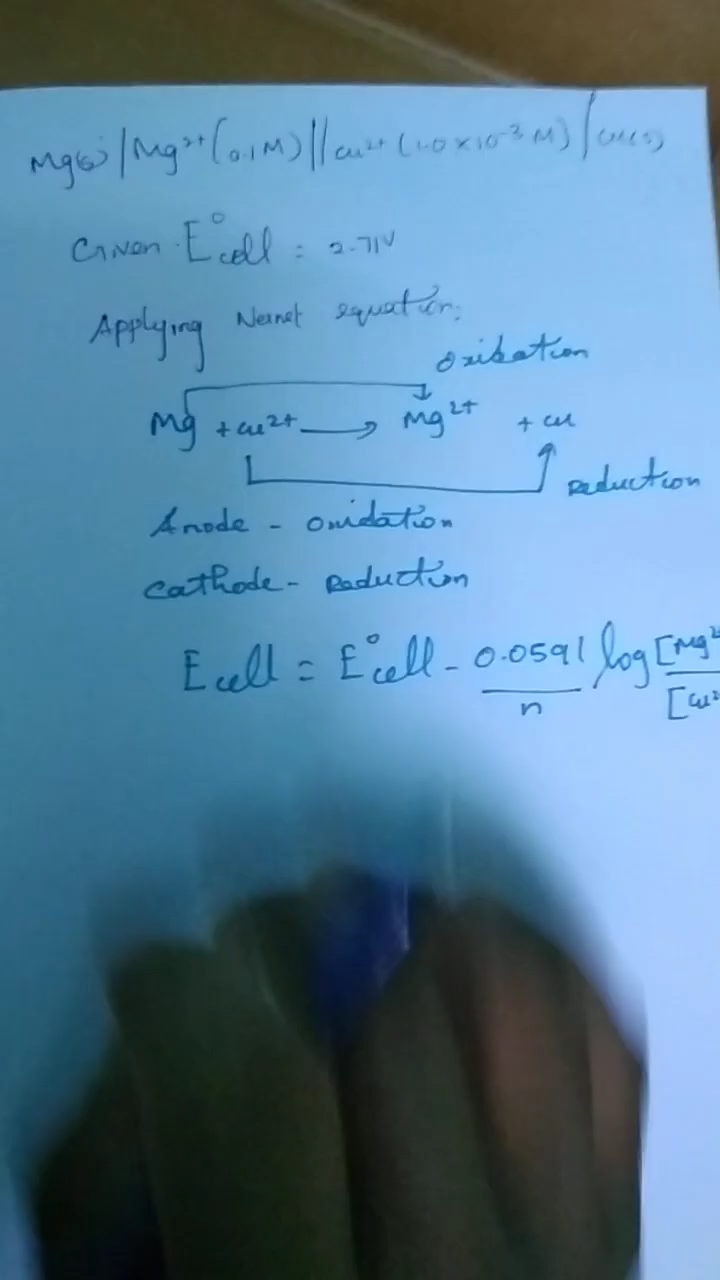 Mg(s) | Mg²⁺ (0.1M) || Cu²⁺ (1.0 × 10⁻³ M) | Cu(s)
Given. E°cell = 2.71V
Applying Nernst equation.
Oxidation
Mg + Cu²⁺ → Mg²⁺ + Cu
Reduction
Anode - Oxidation
Cathode - Reduction
Ecell = E°cell - 0.0591/n log [Mg²/[Cu²